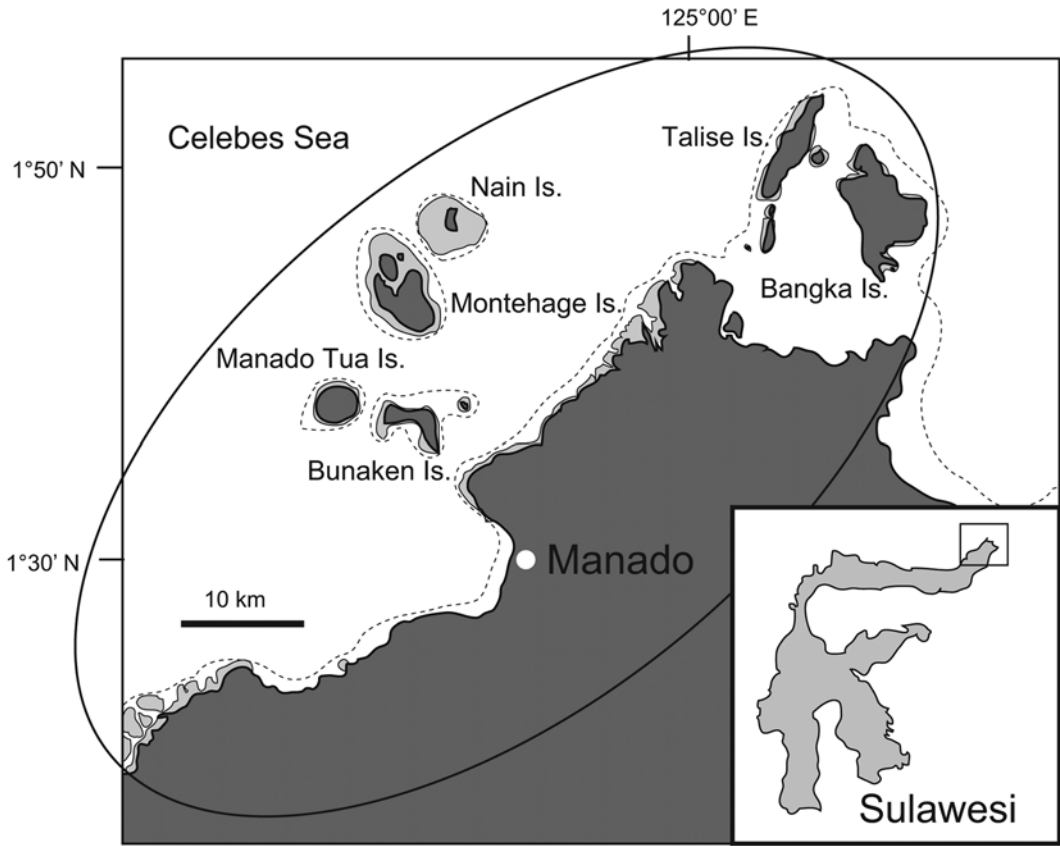 125°00' E
Celebes Sea
Talise Is.
1°50' N
Nain Is.
Bangka Is.
Montehage Is.
Manado Tua Is.
Bunaken Is.
1°30' N
Manado
10 km
Sulawesi